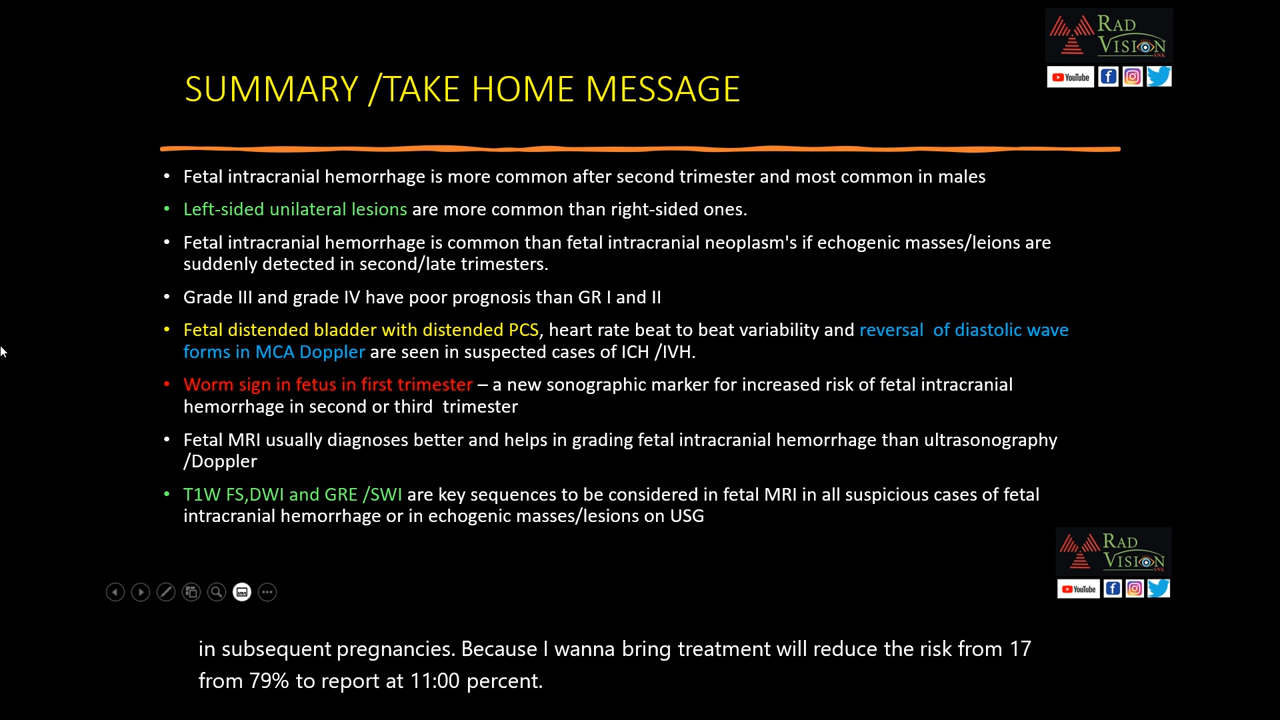 RAD
VISION
SNK
YouTube
SUMMARY /TAKE HOME MESSAGE
• Fetal intracranial hemorrhage is more common after second trimester and most common in males
• Left-sided unilateral lesions are more common than right-sided ones.
• Fetal intracranial hemorrhage is common than fetal intracranial neoplasm's if echogenic masses/leions are
suddenly detected in second/late trimesters.
• Grade III and grade IV have poor prognosis than GR I and II
• Fetal distended bladder with distended PCS, heart rate beat to beat variability and reversal of diastolic wave
forms in MCA Doppler are seen in suspected cases of ICH /IVH.
• Worm sign in fetus in first trimester – a new sonographic marker for increased risk of fetal intracranial
hemorrhage in second or third trimester
• Fetal MRI usually diagnoses better and helps in grading fetal intracranial hemorrhage than ultrasonography
/Doppler
• T1W FS,DWI and GRE /SWI are key sequences to be considered in fetal MRI in all suspicious cases of fetal
intracranial hemorrhage or in echogenic masses/lesions on USG
RAD
VISION
SNK
YouTube
in subsequent pregnancies. Because I wanna bring treatment will reduce the risk from 17
from 79% to report at 11:00 percent.